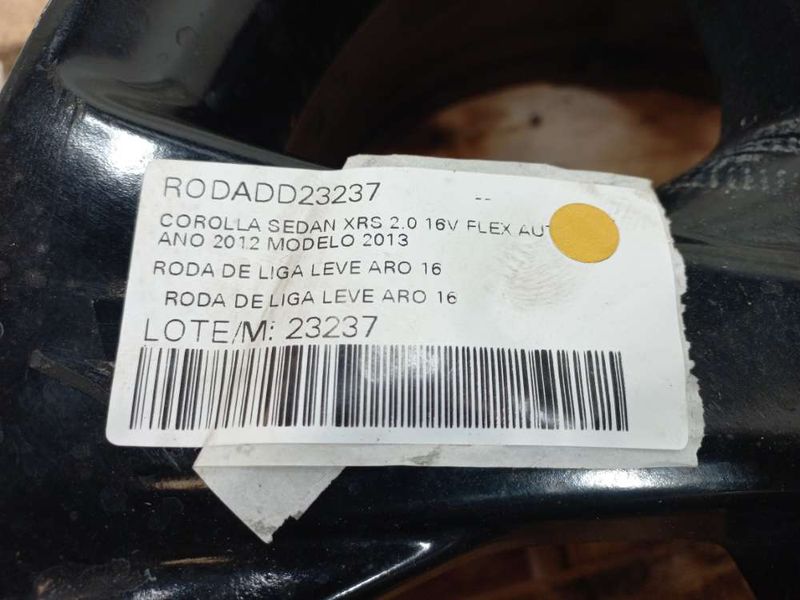 RODADD23237 --
COROLLA SEDAN XRS 2.0 16V FLEX
ANO 2012 MODELO 2013
RODA DE LIGA LEVE ARO 16
RODA DE LIGA LEVE ARO 16
LOTE/M: 23237